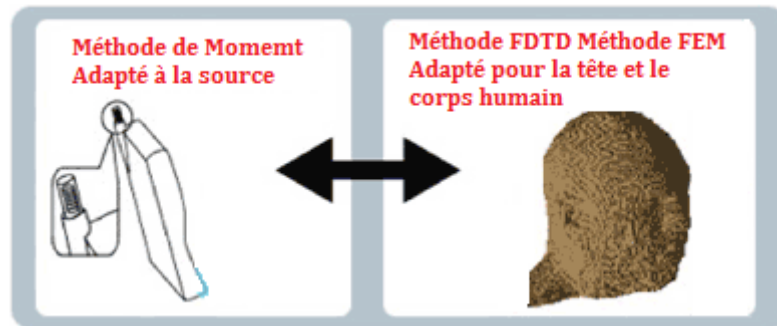 Méthode de Momemt
Adapté à la source
Méthode FDTD Méthode FEM
Adapté pour la tête et le
corps humain